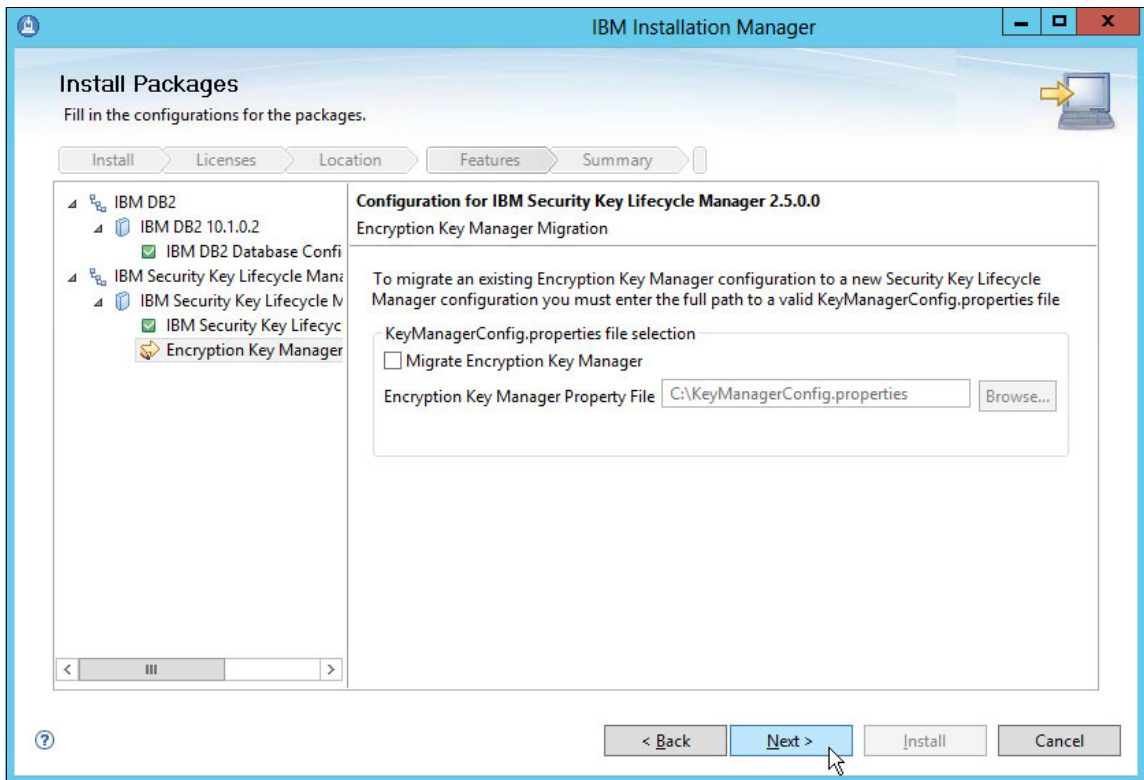 IBM Installation Manager
Install Packages
Fill in the configurations for the packages.
Install Licenses Location Features Summary
IBM DB2
IBM DB2 10.1.0.2
IBM DB2 Database Confi
IBM Security Key Lifecycle Mana
IBM Security Key Lifecycle M
IBM Security Key Lifecyc
Encryption Key Manager
Configuration for IBM Security Key Lifecycle Manager 2.5.0.0
Encryption Key Manager Migration
To migrate an existing Encryption Key Manager configuration to a new Security Key Lifecycle
Manager configuration you must enter the full path to a valid KeyManagerConfig.properties file
KeyManagerConfig.properties file selection
Migrate Encryption Key Manager
Encryption Key Manager Property File C:\KeyManagerConfig.properties Browse...
< Back Next > Install Cancel